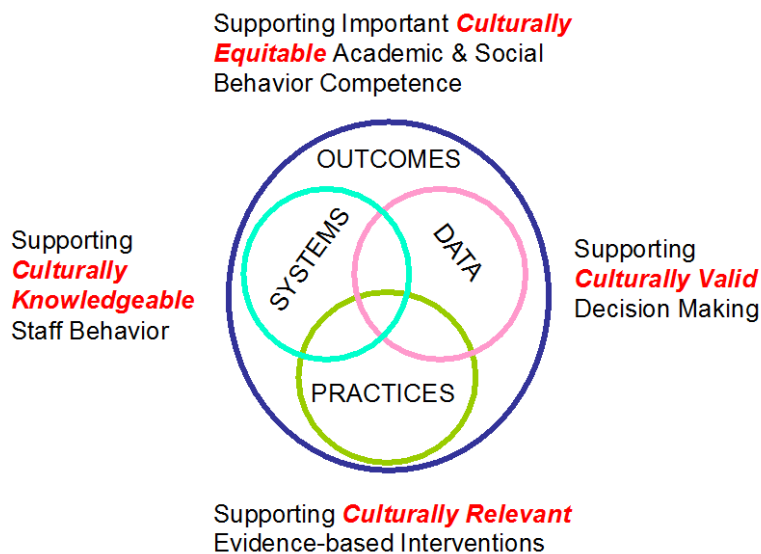 Supporting Important Culturally
Equitable Academic & Social
Behavior Competence
OUTCOMES
SYSTEMS
DATA
PRACTICES
Supporting
Culturally
Knowledgeable
Staff Behavior
Supporting
Culturally Valid
Decision Making
Supporting Culturally Relevant
Evidence-based Interventions